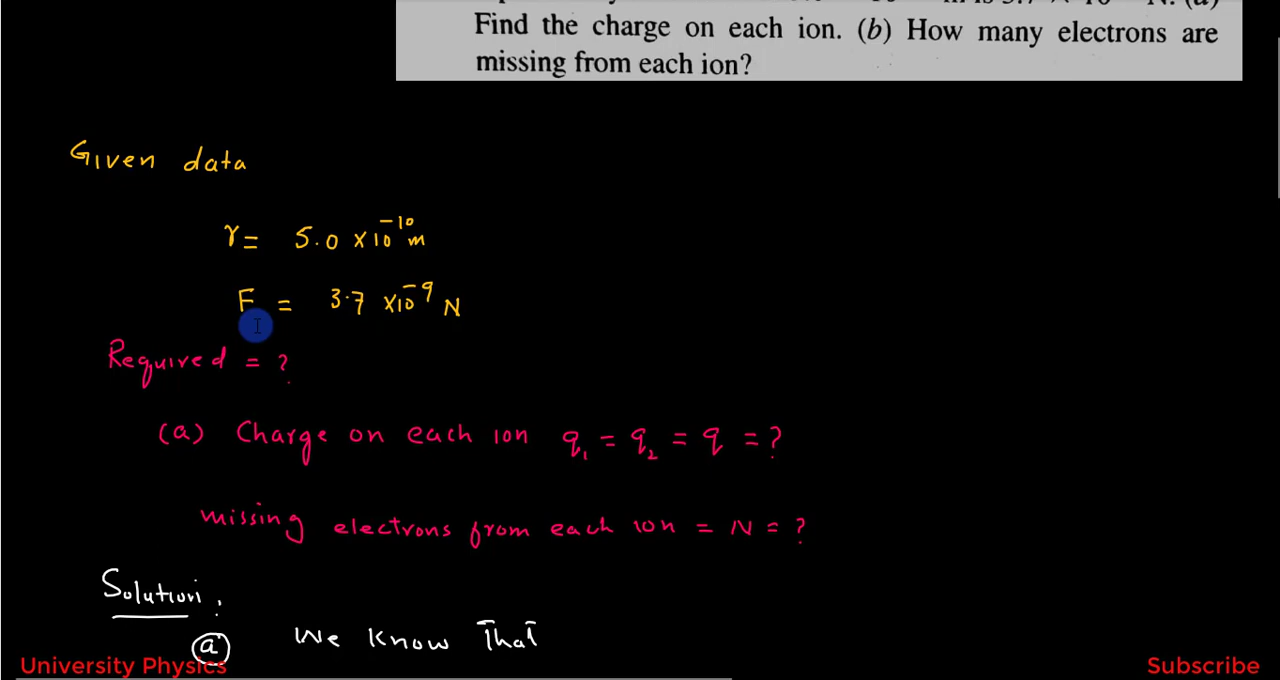 Find the charge on each ion. (b) How many electrons are
missing from each ion?
Given data
r = 5.0 × 10⁻¹⁰ m
F = 3.7 × 10⁻⁹ N
Required = ?
(a) Charge on each ion q₁ = q₂ = q = ?
missing electrons from each ion = N = ?
Solution:
(a) We know That
University Physics
Subscribe